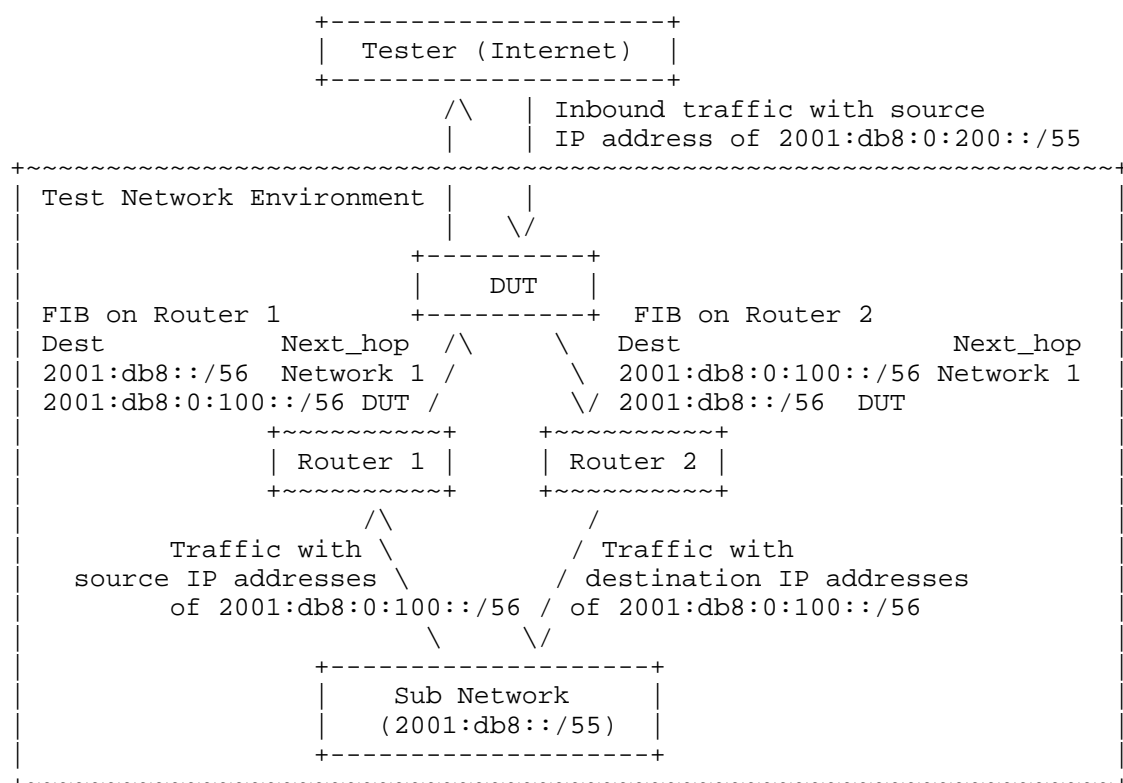 Tester (Internet)
Inbound traffic with source
IP address of 2001:db8:0:200::/55
Test Network Environment
DUT
FIB on Router 1
FIB on Router 2
Dest Next_hop
Dest Next_hop
2001:db8::/56 Network 1
2001:db8:0:100::/56 Network 1
2001:db8:0:100::/56 DUT
2001:db8::/56 DUT
Router 1
Router 2
Traffic with
source IP addresses
of 2001:db8:0:100::/56
Traffic with
destination IP addresses
of 2001:db8:0:100::/56
Sub Network
(2001:db8::/55)